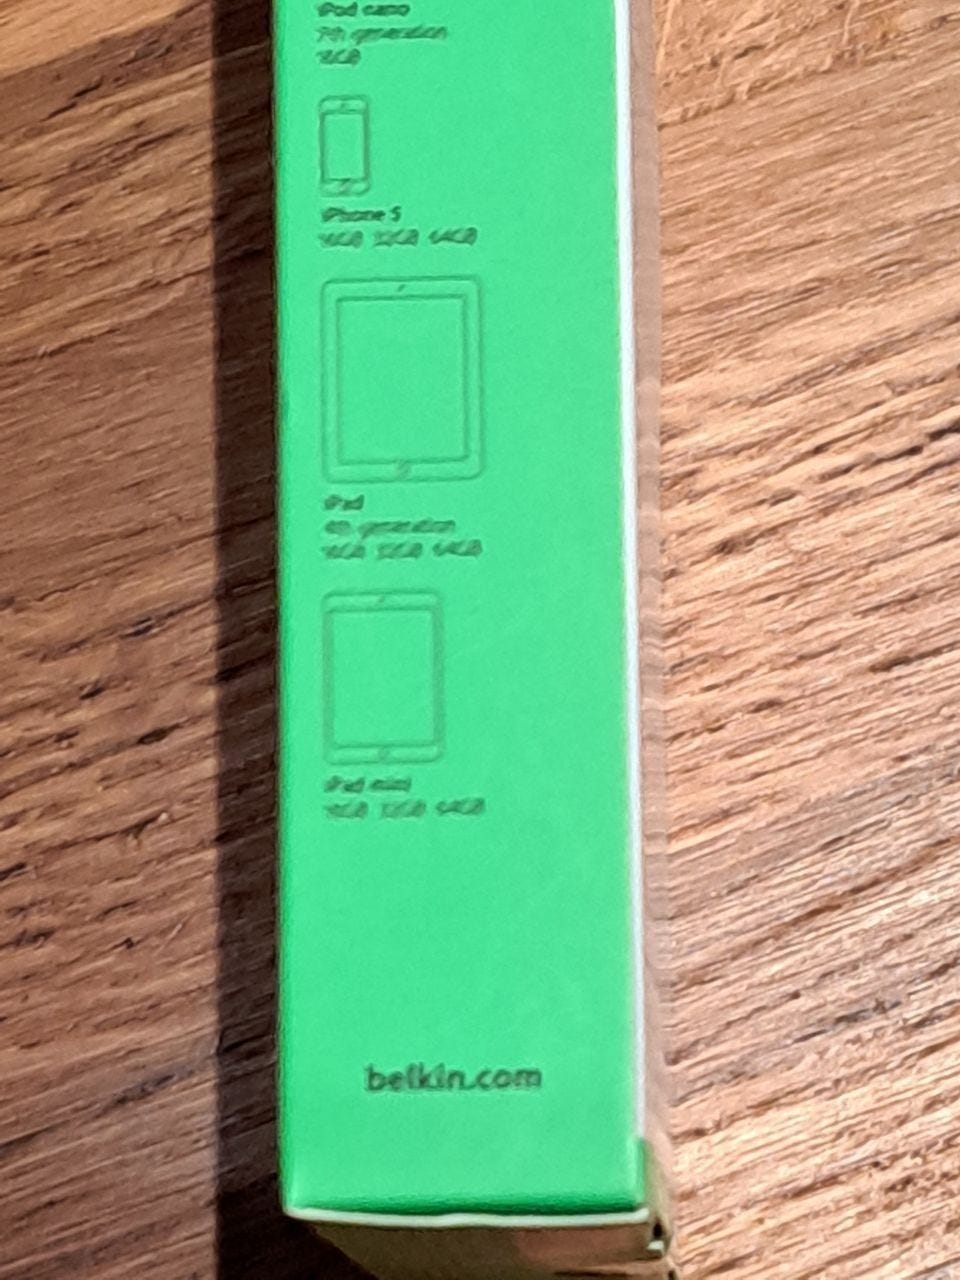 iPod nano
7th generation
16GB
iPhone 5
16GB 32GB 64GB
iPad
4th generation
16GB 32GB 64GB
iPad mini
16GB 32GB 64GB
belkin.com